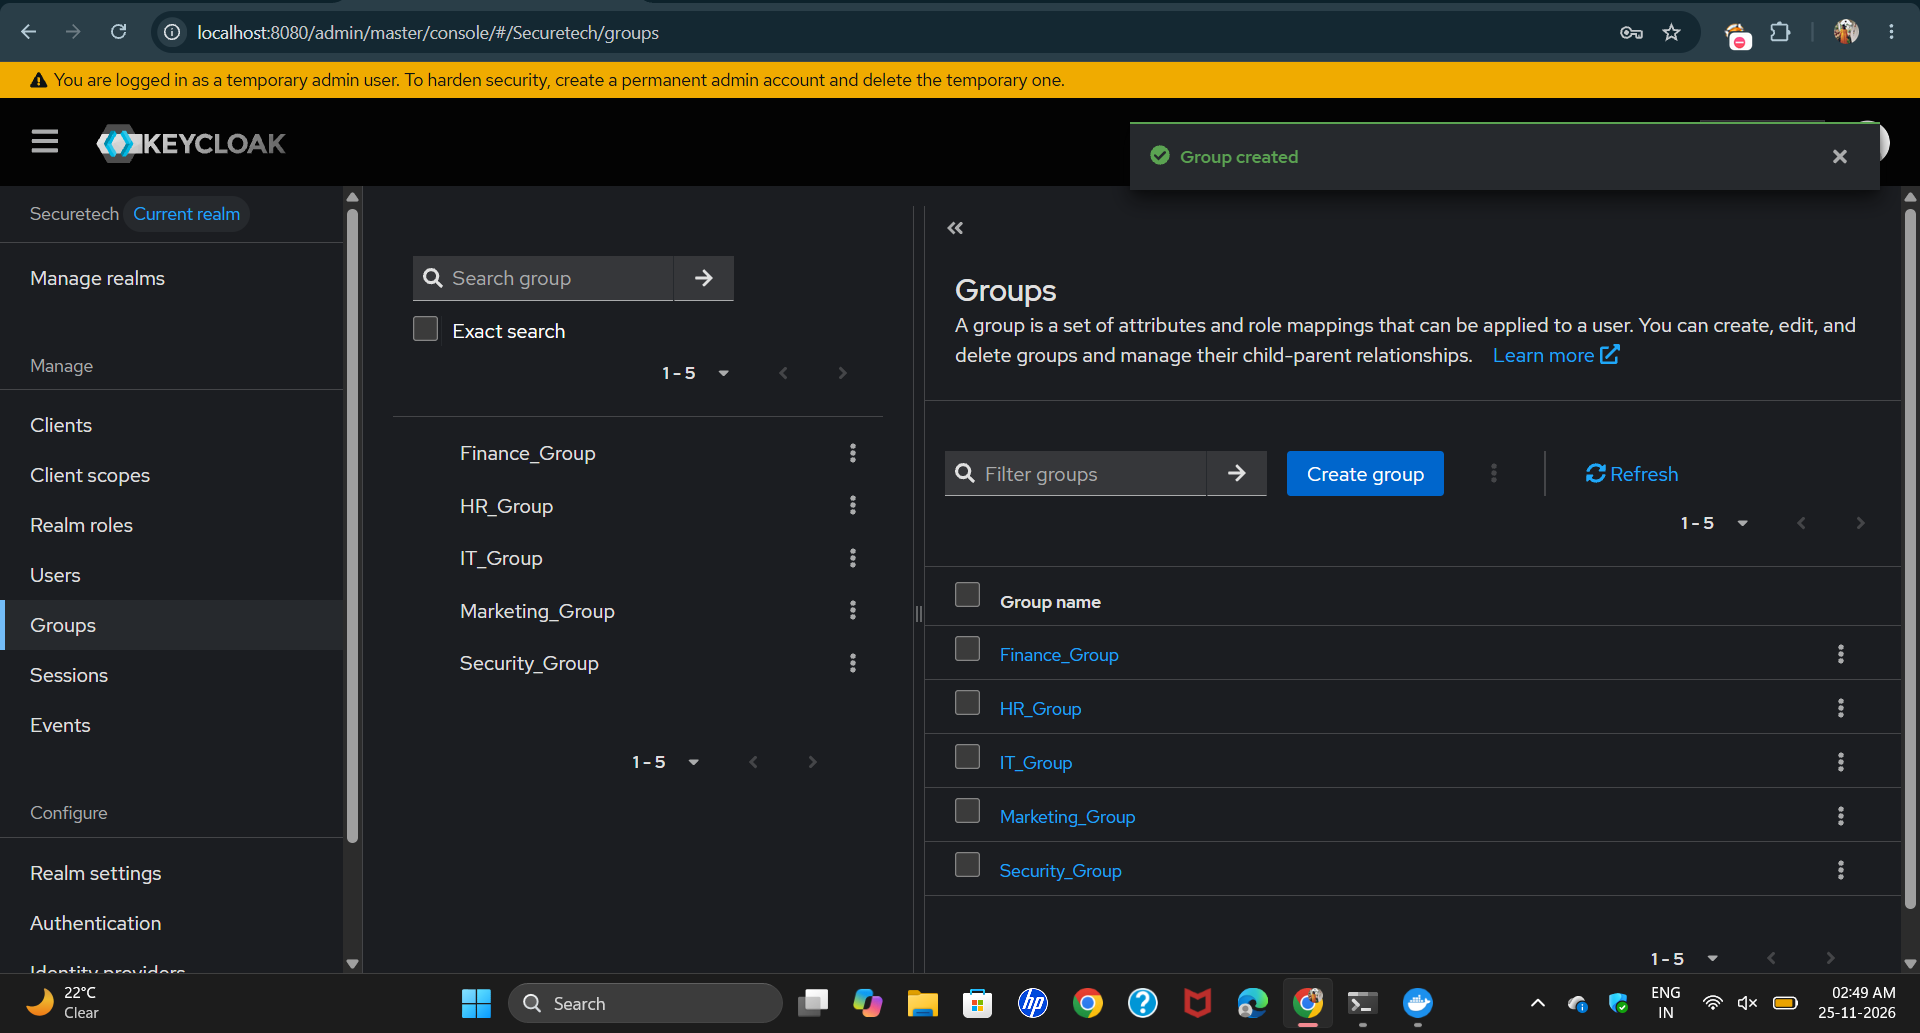 localhost:8080/admin/master/console/#/Securetech/groups
You are logged in as a temporary admin user. To harden security, create a permanent admin account and delete the temporary one.
KEYCLOAK
Group created
Securetech Current realm
Manage realms
Manage
Clients
Client scopes
Realm roles
Users
Groups
Sessions
Events
Configure
Realm settings
Authentication
Identity providers
Search group
Exact search
1 - 5
Finance_Group
HR_Group
IT_Group
Marketing_Group
Security_Group
1 - 5
Groups
A group is a set of attributes and role mappings that can be applied to a user. You can create, edit, and
delete groups and manage their child-parent relationships. Learn more
Filter groups
Create group
Refresh
1 - 5
Group name
Finance_Group
HR_Group
IT_Group
Marketing_Group
Security_Group
1 - 5
22°C
Clear
Search
ENG
IN
02:49 AM
25-11-2026